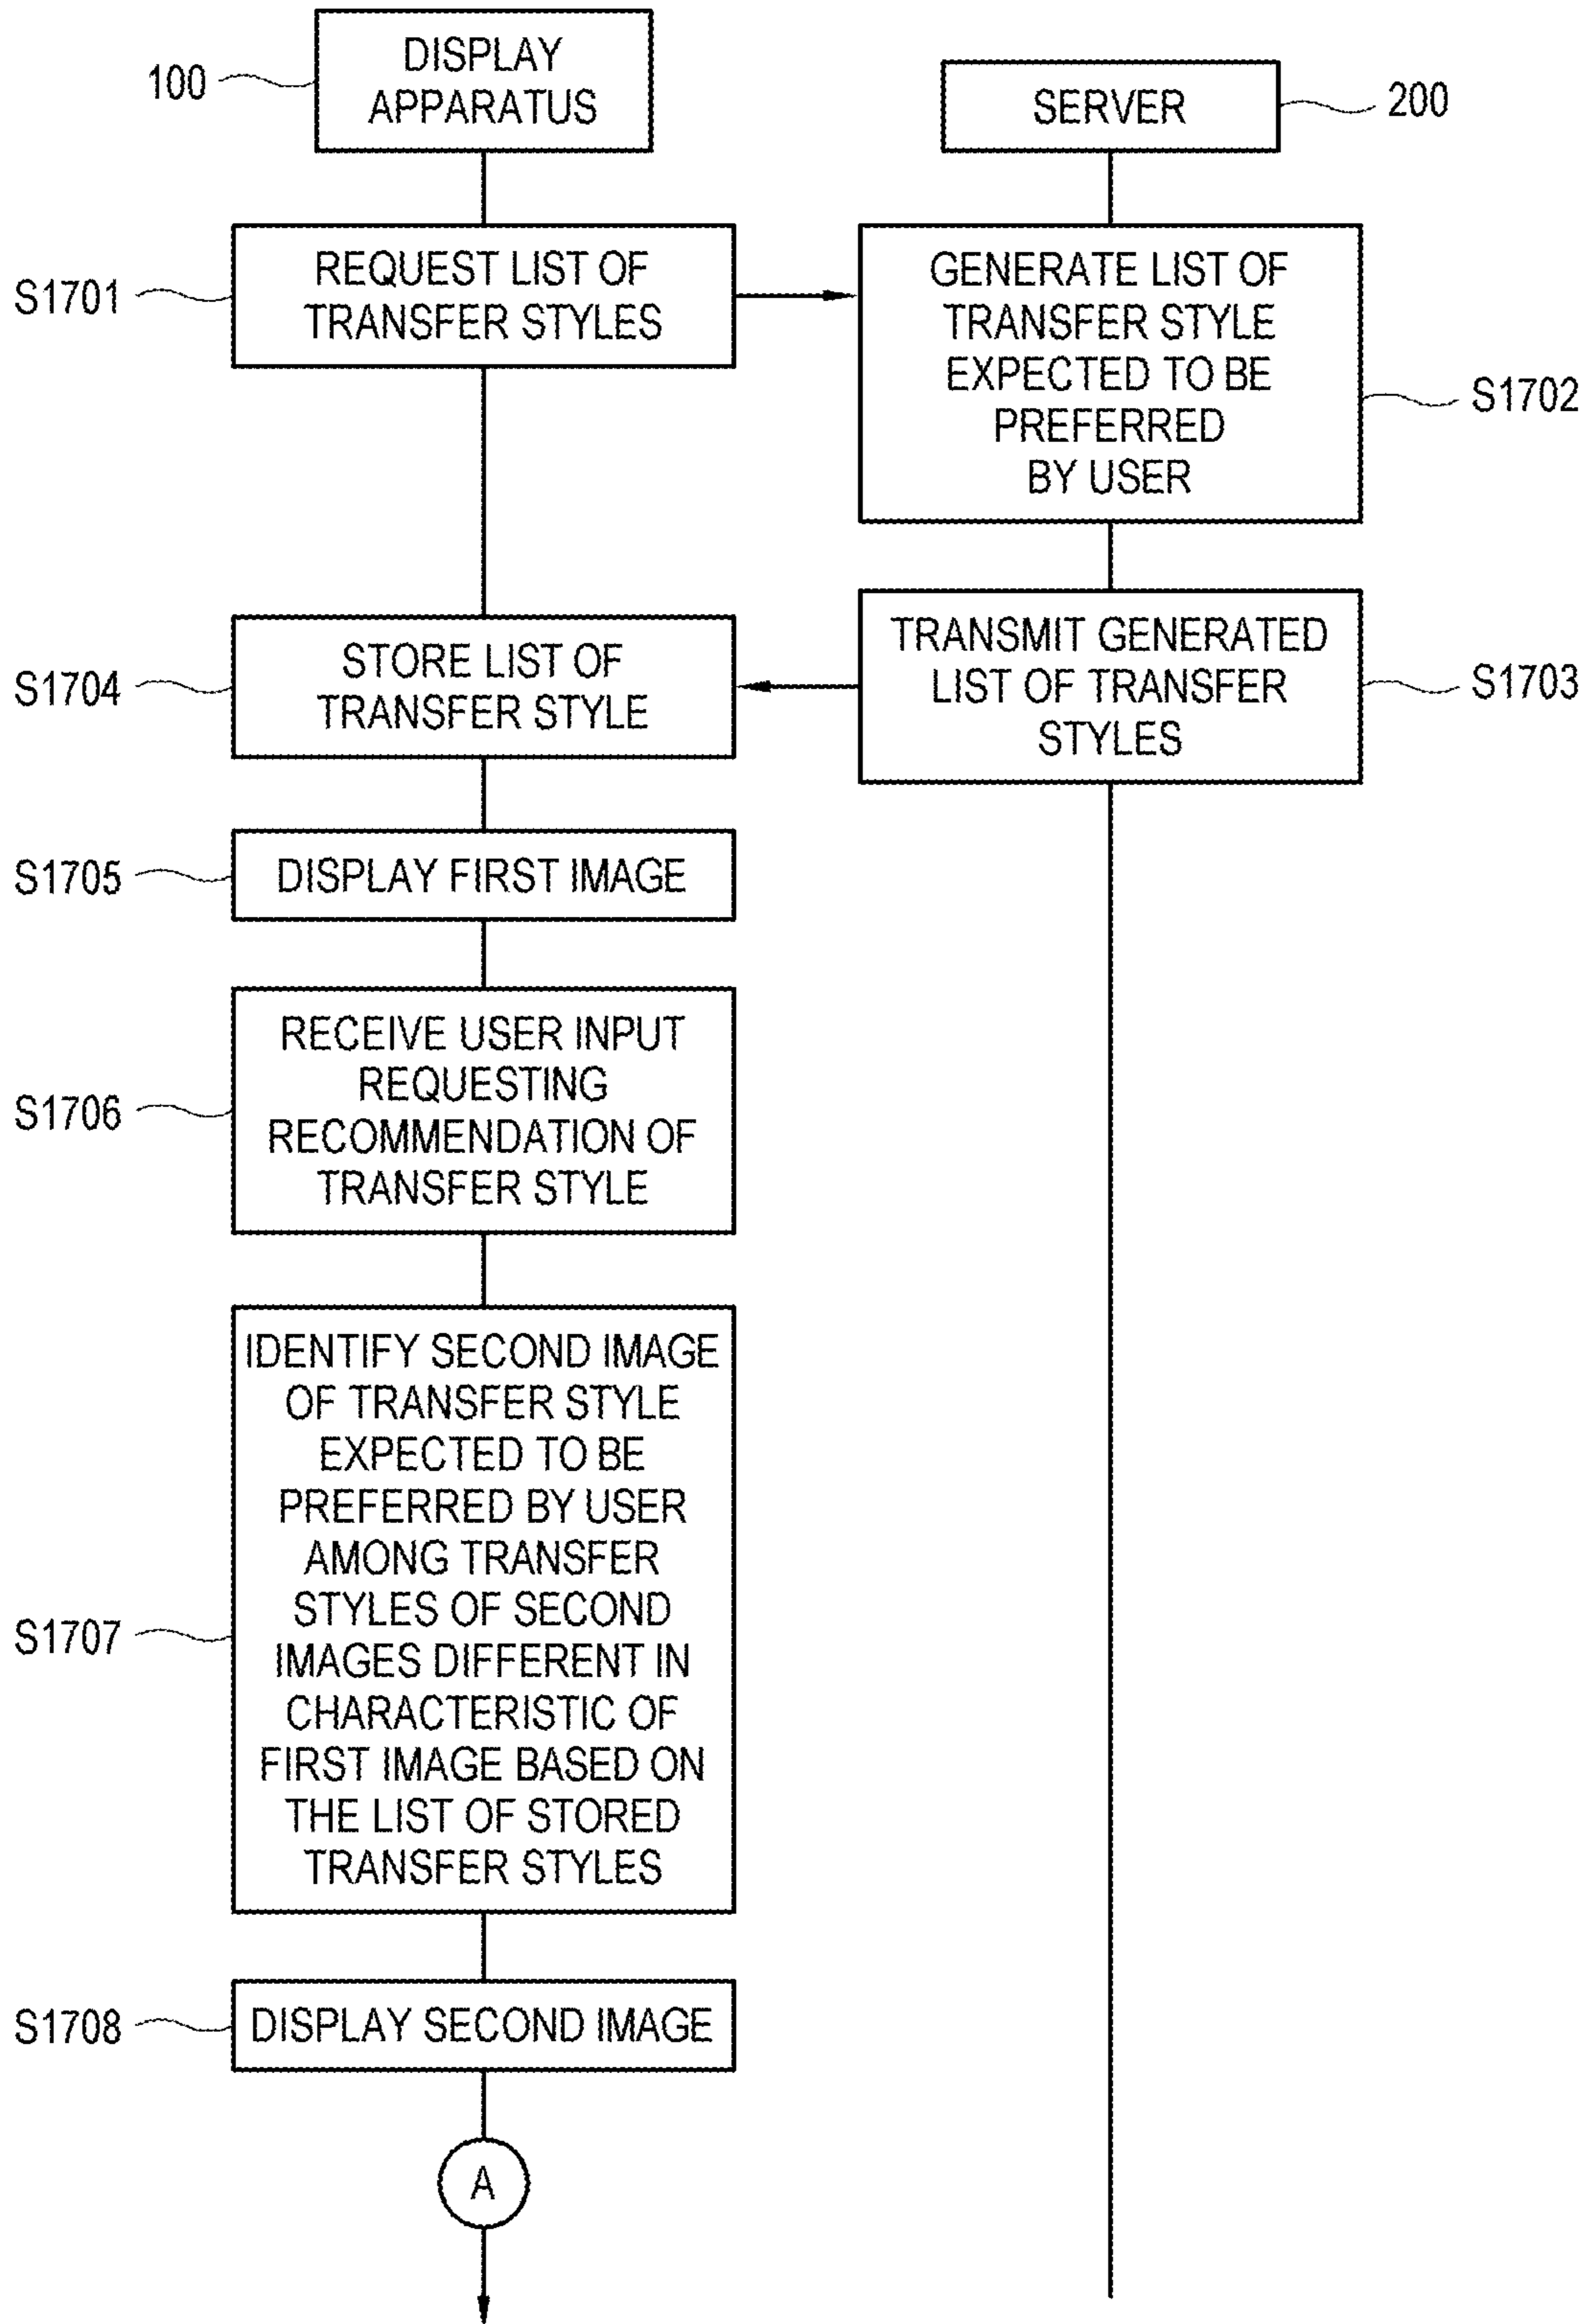 100
DISPLAY
APPARATUS
SERVER
200
S1701
REQUEST LIST OF
TRANSFER STYLES
GENERATE LIST OF
TRANSFER STYLE
EXPECTED TO BE
PREFERRED
BY USER
S1702
S1704
STORE LIST OF
TRANSFER STYLE
TRANSMIT GENERATED
LIST OF TRANSFER
STYLES
S1703
S1705
DISPLAY FIRST IMAGE
S1706
RECEIVE USER INPUT
REQUESTING
RECOMMENDATION OF
TRANSFER STYLE
S1707
IDENTIFY SECOND IMAGE
OF TRANSFER STYLE
EXPECTED TO BE
PREFERRED BY USER
AMONG TRANSFER
STYLES OF SECOND
IMAGES DIFFERENT IN
CHARACTERISTIC OF
FIRST IMAGE BASED ON
THE LIST OF STORED
TRANSFER STYLES
S1708
DISPLAY SECOND IMAGE
A